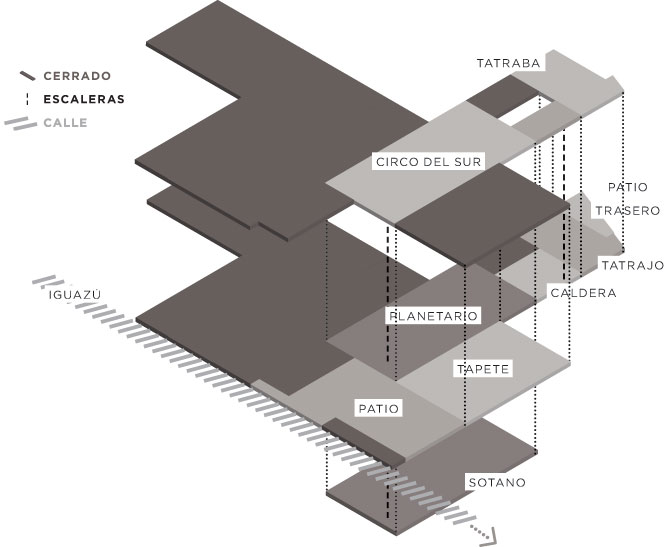 TATRABA
CERRADO
ESCALERAS
CALLE
CIRCO DEL SUR
PATIO
TRASERO
TATRAJO
IGUAZÚ
CALDERA
PLANETARIO
TAPETE
PATIO
SOTANO